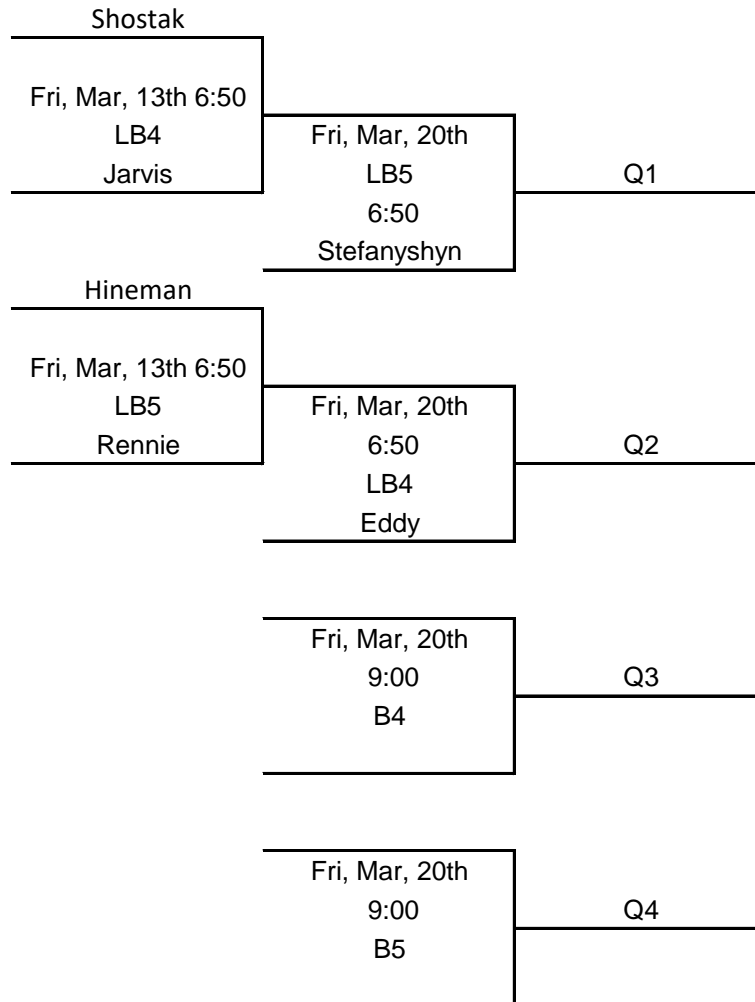 Shostak
Fri, Mar, 13th 6:50
LB4
Jarvis
Fri, Mar, 20th
LB5
6:50
Stefanyshyn
Q1
Hineman
Fri, Mar, 13th 6:50
LB5
Rennie
Fri, Mar, 20th
6:50
LB4
Eddy
Q2
Fri, Mar, 20th
9:00
B4
Q3
Fri, Mar, 20th
9:00
B5
Q4